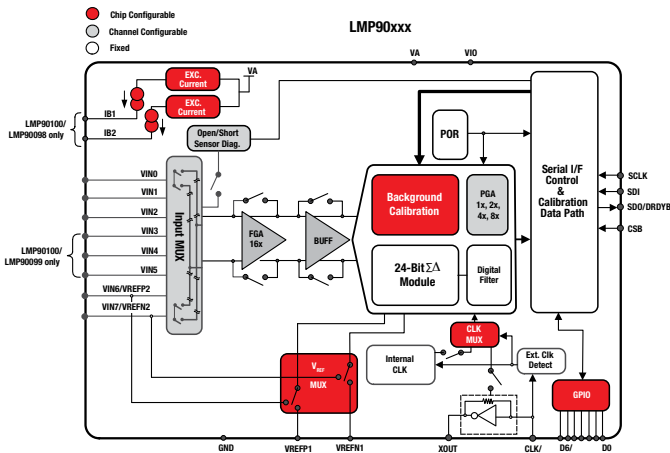 Chip Configurable
Channel Configurable
Fixed
LMP90xxx
VA
VIO
VA
EXC.
Current
EXC.
Current
LMP90100/
LMP90098 only
IB1
IB2
Open/Short
Sensor Diag.
POR
Serial I/F
Control
&
Calibration
Data Path
SCLK
SDI
SDO/DRDYB
CSB
VIN0
VIN1
VIN2
VIN3
VIN4
VIN5
LMP90100/
LMP90099 only
VIN6/VREFP2
VIN7/VREFN2
Input MUX
FGA
16x
BUFF
Background
Calibration
PGA
1x, 2x,
4x, 8x
24-Bit ΣΔ
Module
Digital
Filter
VREF
MUX
Internal
CLK
CLK
MUX
Ext. Clk
Detect
GPIO
GND
VREFP1
VREFN1
XOUT
CLK/
D6/
D0